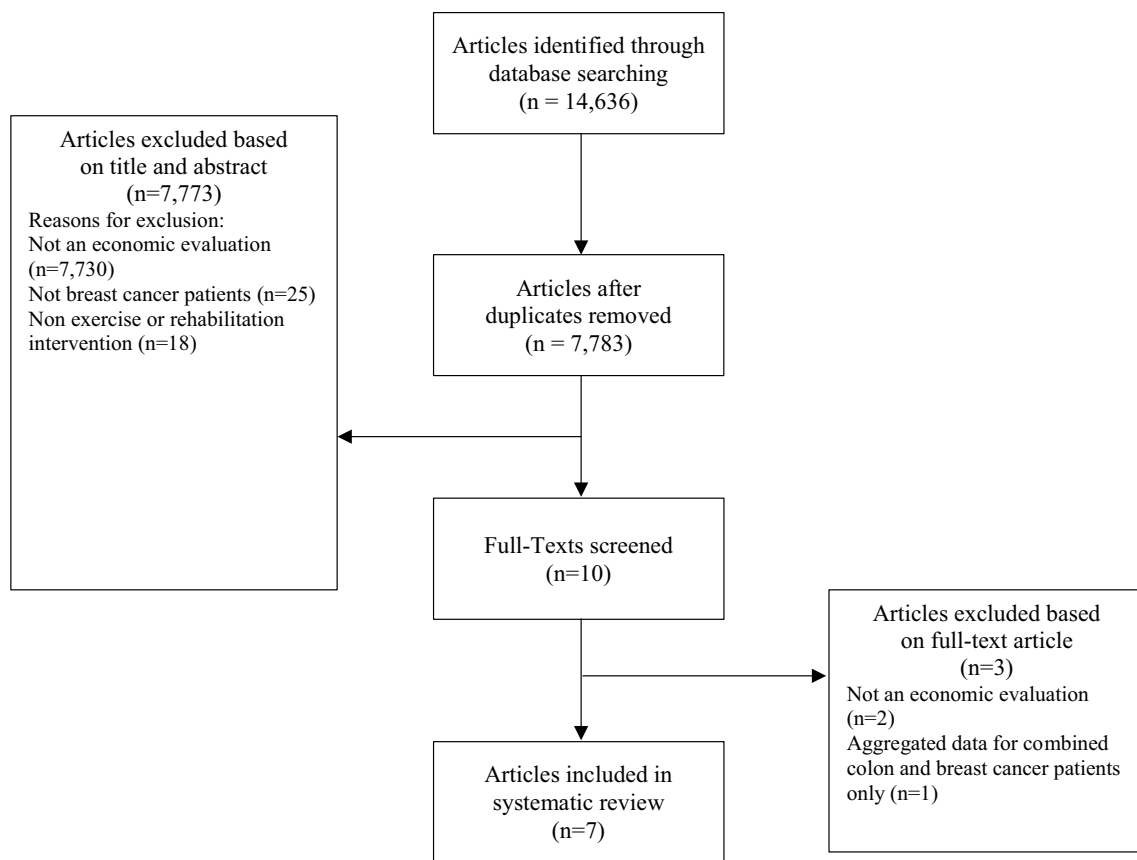 Articles identified through
database searching
(n = 14,636)
Articles excluded based
on title and abstract
(n=7,773)
Reasons for exclusion:
Not an economic evaluation
(n=7,730)
Not breast cancer patients (n=25)
Non exercise or rehabilitation
intervention (n=18)
Articles after
duplicates removed
(n = 7,783)
Full-Texts screened
(n=10)
Articles excluded based
on full-text article
(n=3)
Not an economic evaluation
(n=2)
Aggregated data for combined
colon and breast cancer patients
only (n=1)
Articles included in
systematic review
(n=7)